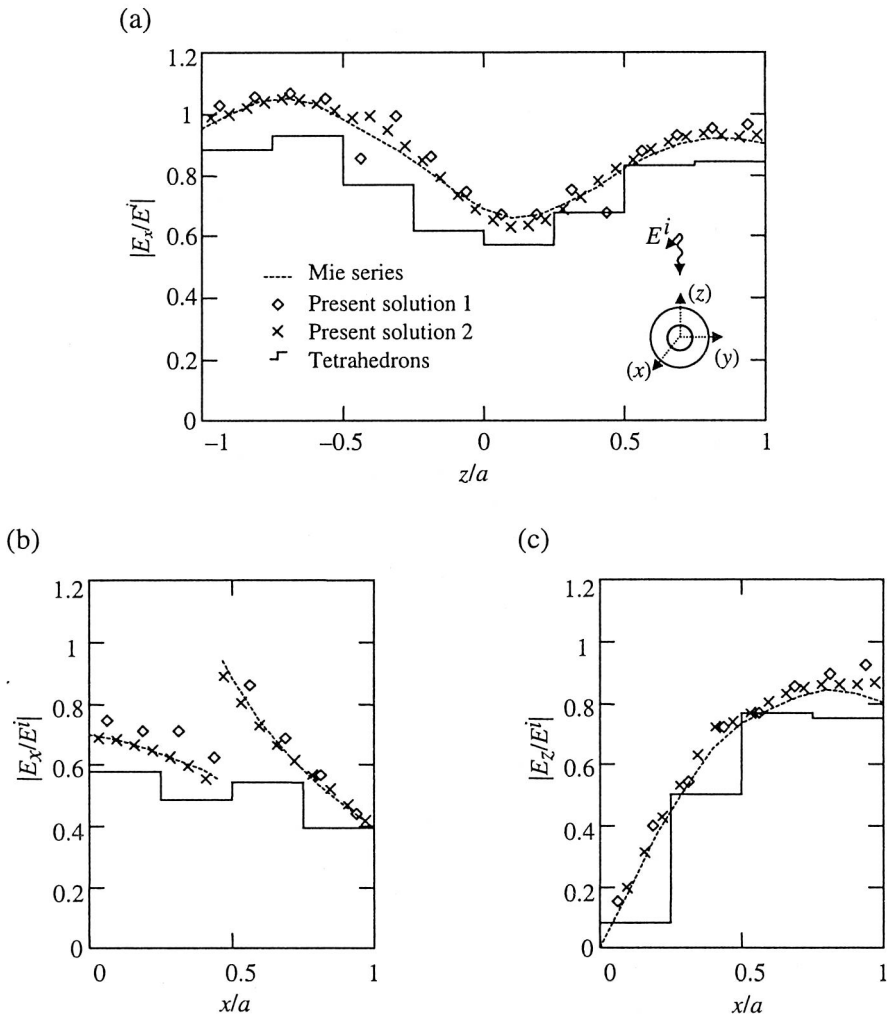 (a)
1.2
1
0.8
0.6
0.4
0.2
0
|E_x/E^i|
−1
−0.5
0
0.5
1
z/a
Mie series
Present solution 1
Present solution 2
Tetrahedrons
E^i
(z)
(x)
(y)
(b)
1.2
1
0.8
0.6
0.4
0.2
0
|E_x/E^i|
0
0.5
1
x/a
(c)
1.2
1
0.8
0.6
0.4
0.2
0
|E_z/E^i|
0
0.5
1
x/a